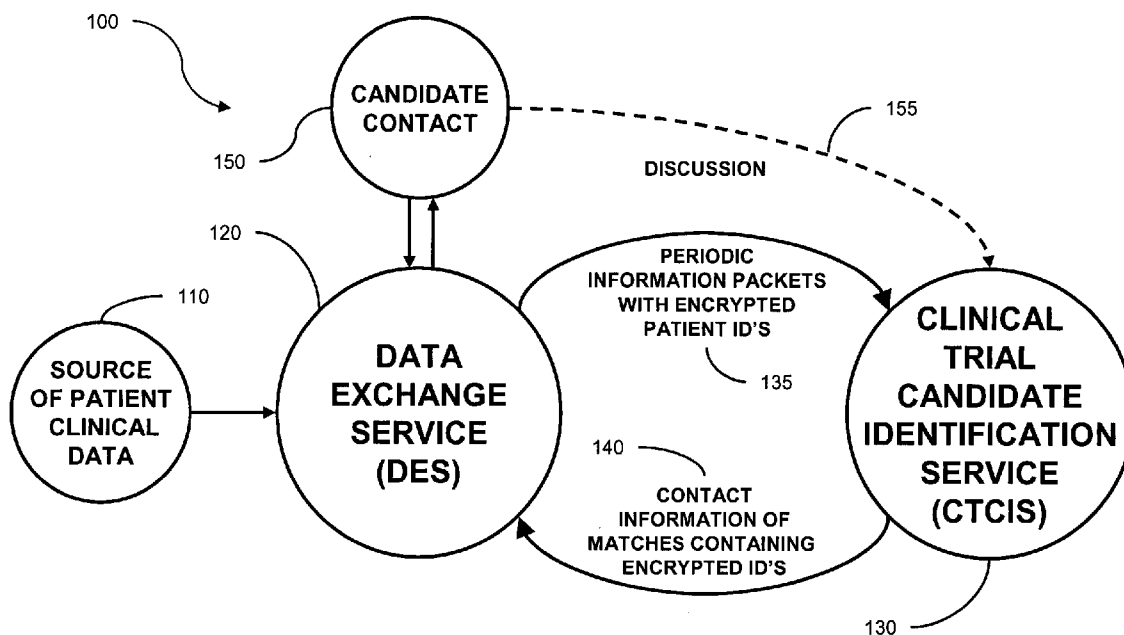 100
CANDIDATE
CONTACT
150
155
DISCUSSION
120
PERIODIC
INFORMATION PACKETS
WITH ENCRYPTED
PATIENT ID'S
135
110
SOURCE
OF PATIENT
CLINICAL
DATA
DATA
EXCHANGE
SERVICE
(DES)
CLINICAL
TRIAL
CANDIDATE
IDENTIFICATION
SERVICE
(CTCIS)
140
CONTACT
INFORMATION OF
MATCHES CONTAINING
ENCRYPTED ID'S
130